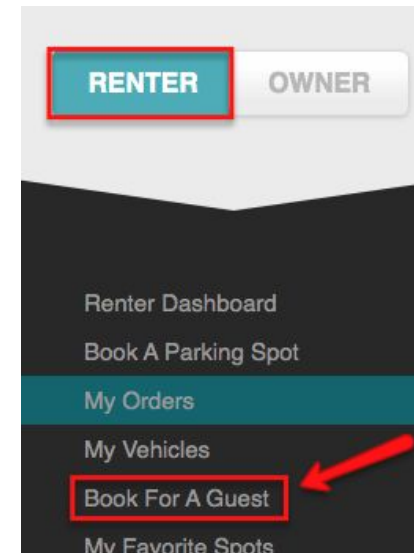 RENTER OWNER
Renter Dashboard
Book A Parking Spot
My Orders
My Vehicles
Book For A Guest
My Favorite Spots